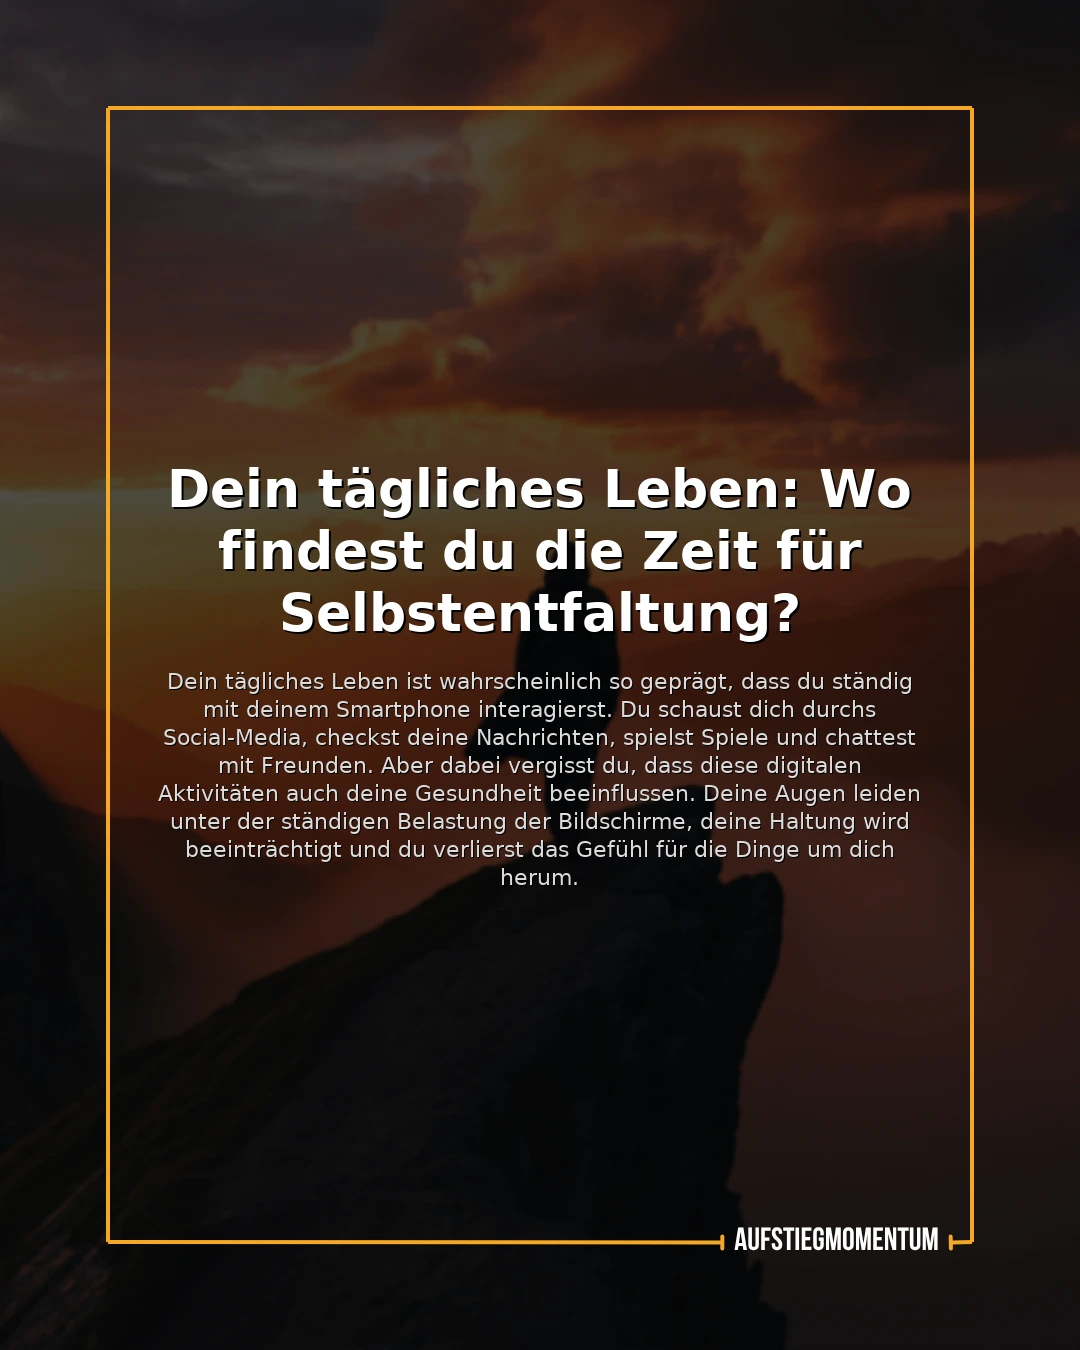 Dein tägliches Leben: Wo
findest du die Zeit für
Selbstentfaltung?
Dein tägliches Leben ist wahrscheinlich so geprägt, dass du ständig
mit deinem Smartphone interagierst. Du schaust dich durchs
Social-Media, checkst deine Nachrichten, spielst Spiele und chattest
mit Freunden. Aber dabei vergisst du, dass diese digitalen
Aktivitäten auch deine Gesundheit beeinflussen. Deine Augen leiden
unter der ständigen Belastung der Bildschirme, deine Haltung wird
beeinträchtigt und du verlierst das Gefühl für die Dinge um dich
herum.
AUFSTIEGMOMENTUM